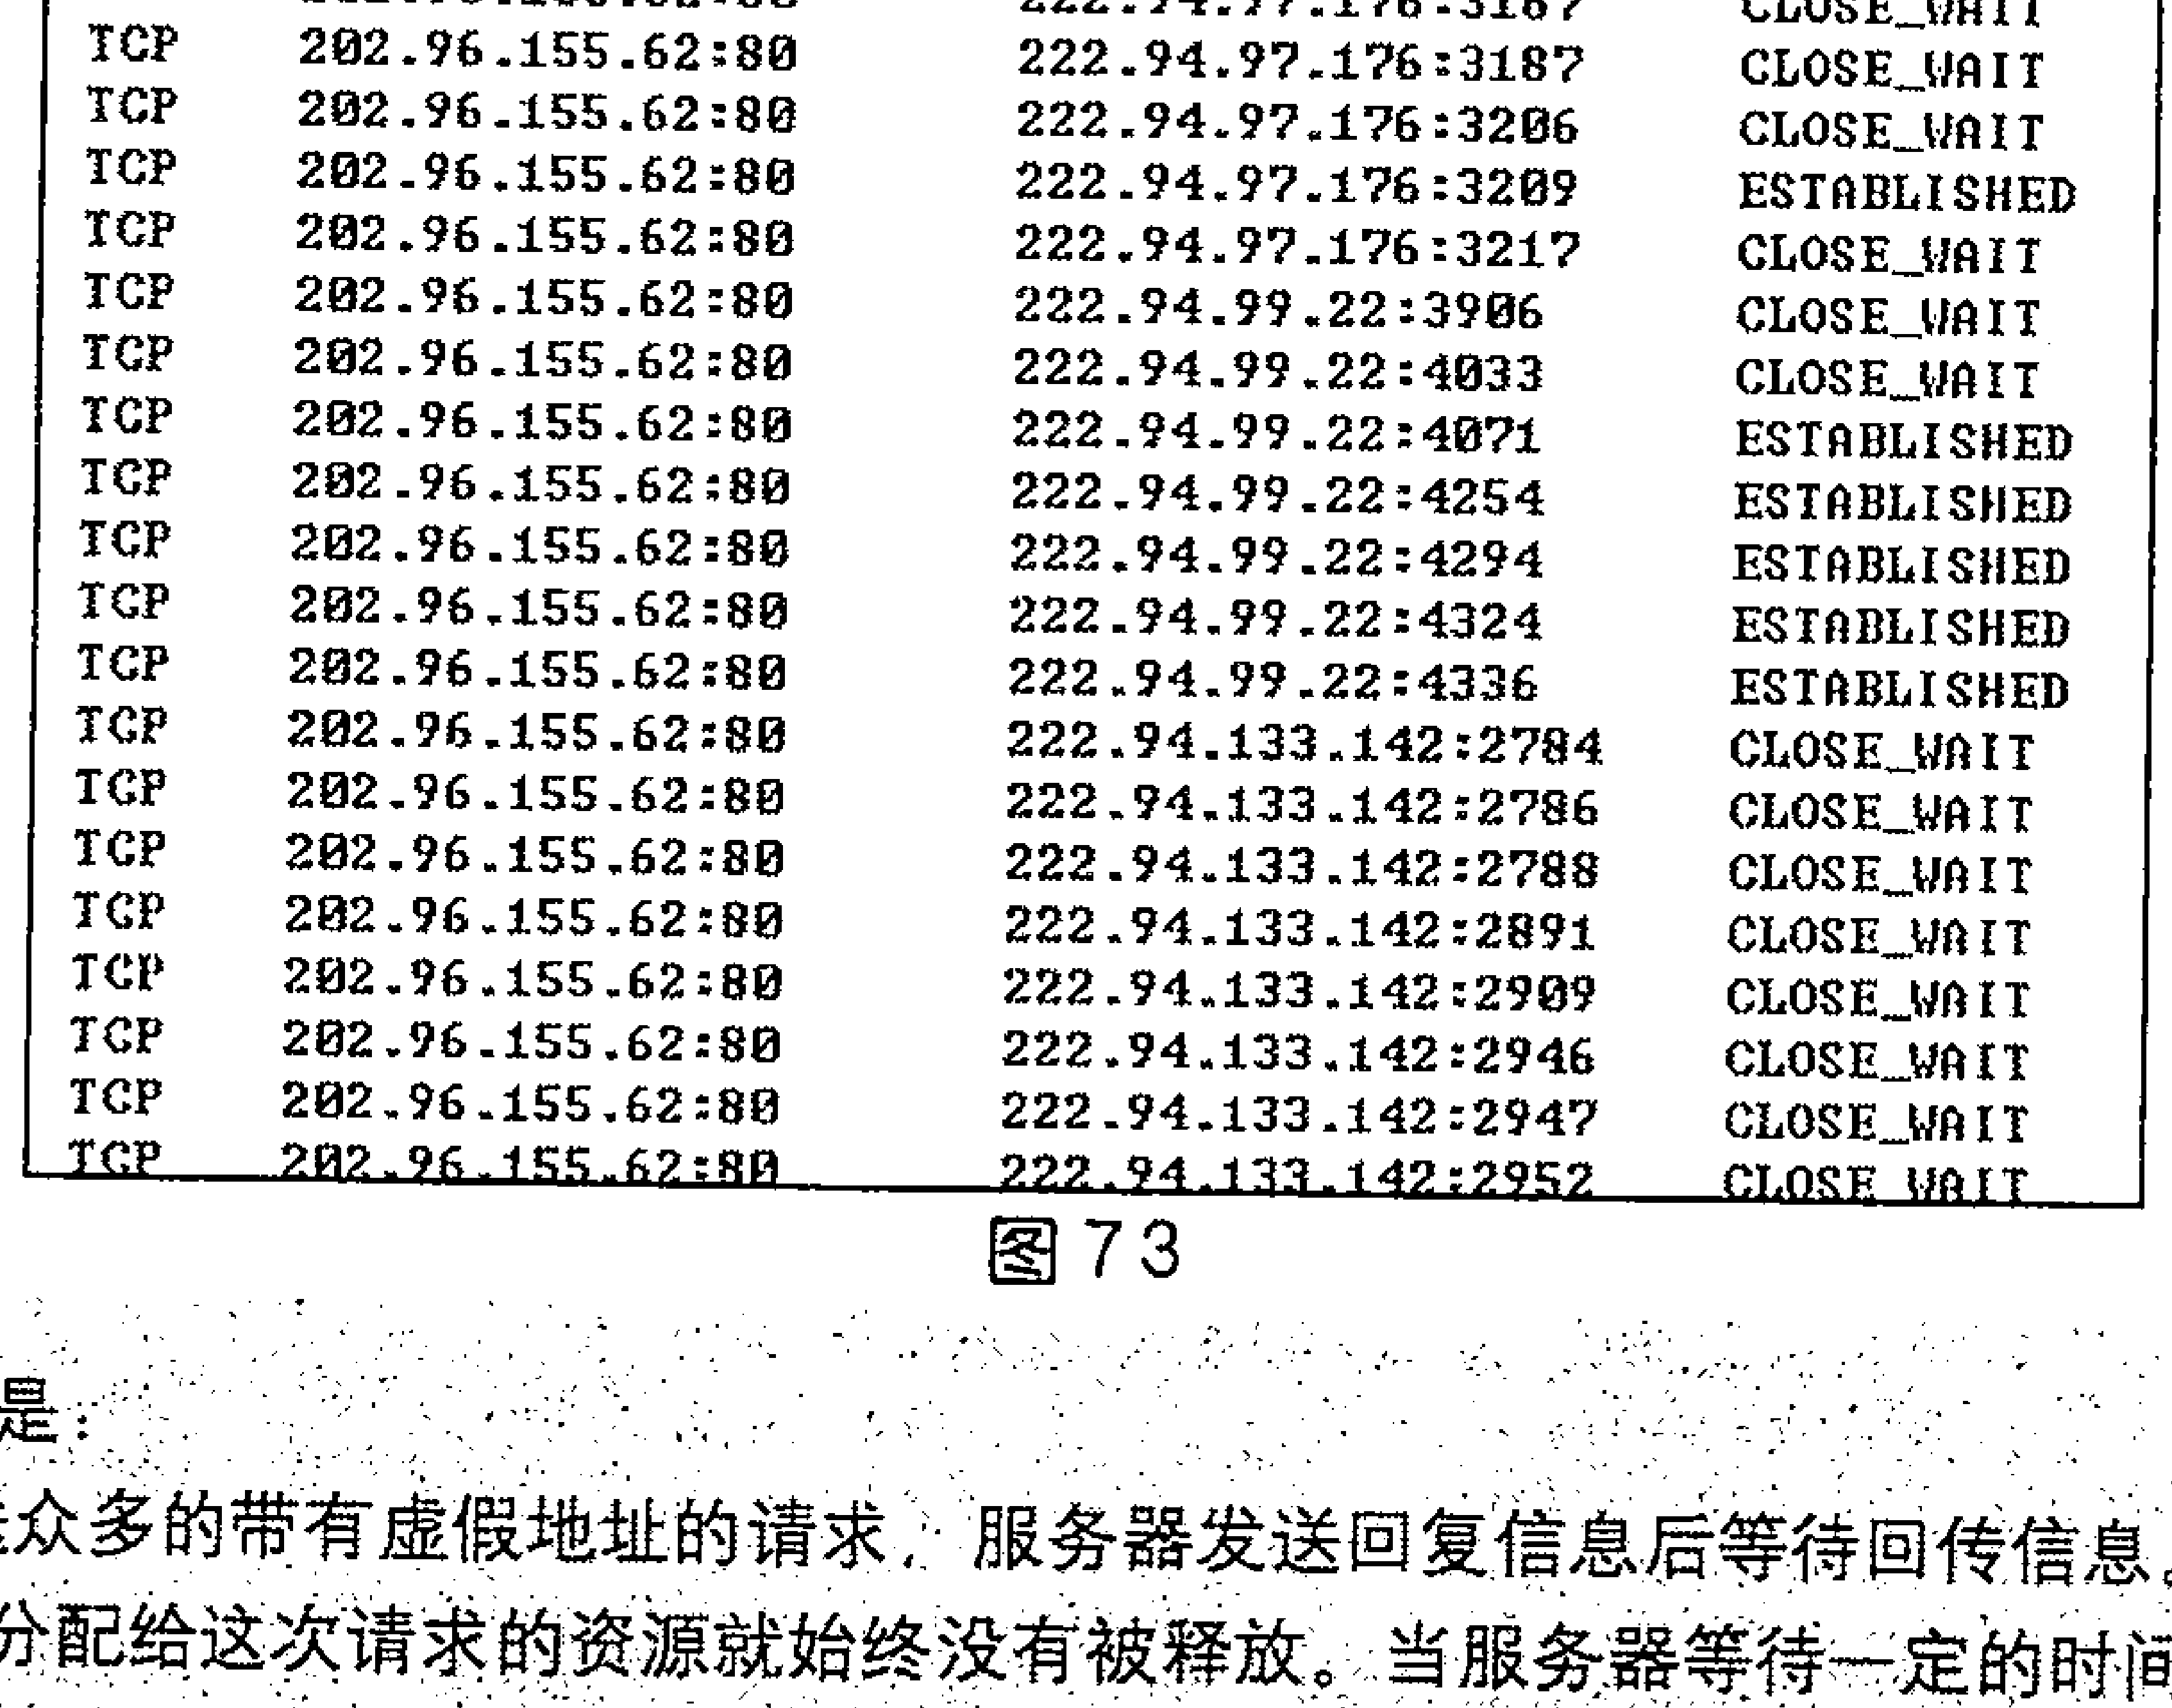 222.94.97.176:3167 CLOSE_WAIT
TCP 202.96.155.62:80 222.94.97.176:3187 CLOSE_WAIT
TCP 202.96.155.62:80 222.94.97.176:3206 CLOSE_WAIT
TCP 202.96.155.62:80 222.94.97.176:3209 ESTABLISHED
TCP 202.96.155.62:80 222.94.97.176:3217 CLOSE_WAIT
TCP 202.96.155.62:80 222.94.99.22:3906 CLOSE_WAIT
TCP 202.96.155.62:80 222.94.99.22:4033 CLOSE_WAIT
TCP 202.96.155.62:80 222.94.99.22:4071 ESTABLISHED
TCP 202.96.155.62:80 222.94.99.22:4254 ESTABLISHED
TCP 202.96.155.62:80 222.94.99.22:4294 ESTABLISHED
TCP 202.96.155.62:80 222.94.99.22:4324 ESTABLISHED
TCP 202.96.155.62:80 222.94.99.22:4336 ESTABLISHED
TCP 202.96.155.62:80 222.94.133.142:2784 CLOSE_WAIT
TCP 202.96.155.62:80 222.94.133.142:2786 CLOSE_WAIT
TCP 202.96.155.62:80 222.94.133.142:2788 CLOSE_WAIT
TCP 202.96.155.62:80 222.94.133.142:2891 CLOSE_WAIT
TCP 202.96.155.62:80 222.94.133.142:2909 CLOSE_WAIT
TCP 202.96.155.62:80 222.94.133.142:2946 CLOSE_WAIT
TCP 202.96.155.62:80 222.94.133.142:2947 CLOSE_WAIT
TCP 202.96.155.62:80 222.94.133.142:2952 CLOSE_WAIT
图73
是:
众多的带有虚假地址的请求，服务器发送回复信息后等待回传信息。
分配给这次请求的资源就始终没有被释放。当服务器等待一定的时间